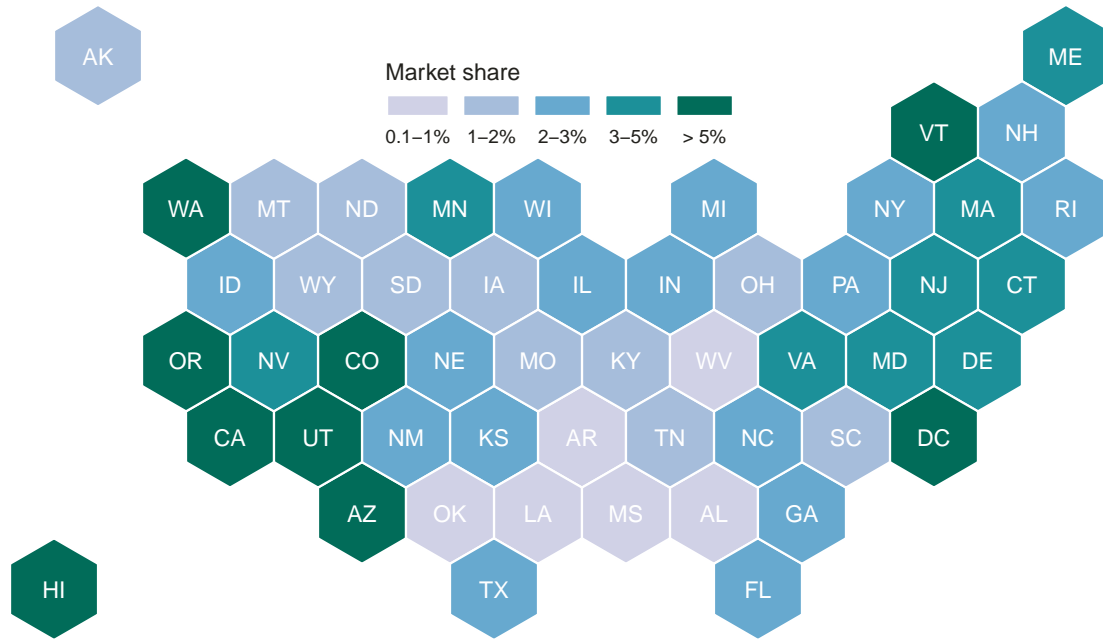 AK
ME
Market share
0.1–1% 1–2% 2–3% 3–5% > 5%
VT NH
WA MT ND MN WI MI NY MA RI
ID WY SD IA IL IN OH PA NJ CT
OR NV CO NE MO KY WV VA MD DE
CA UT NM KS AR TN NC SC DC
AZ OK LA MS AL GA
HI TX FL